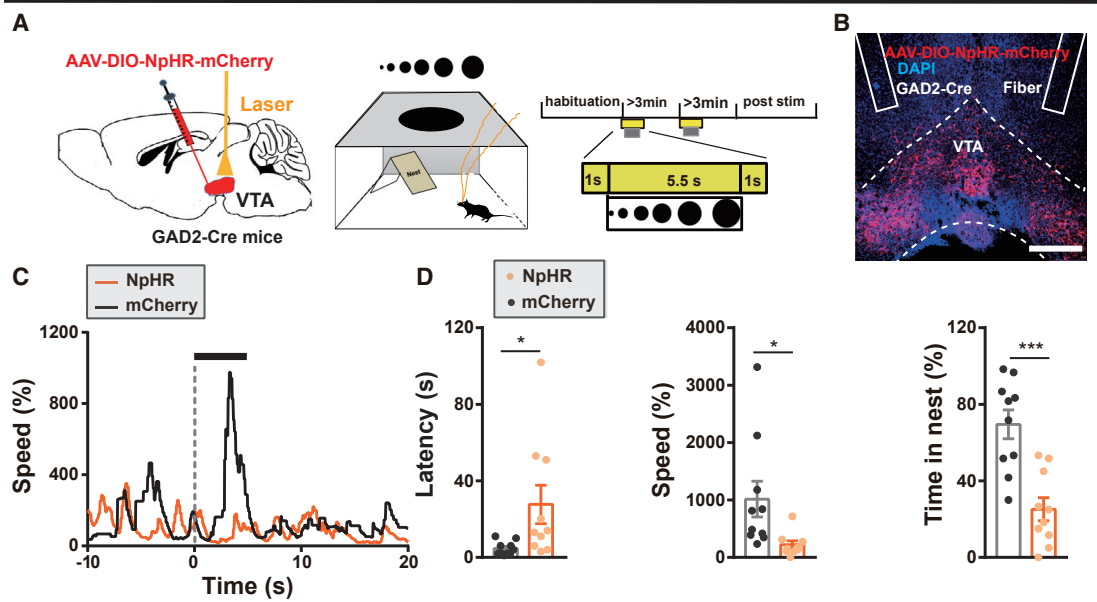 A
AAV-DIO-NpHR-mCherry
Laser
VTA
GAD2-Cre mice
Nest
habituation
>3min
>3min
post stim
1s
5.5 s
1s
B
AAV-DIO-NpHR-mCherry
DAPI
GAD2-Cre
Fiber
VTA
C
NpHR
mCherry
Speed (%)
1200
800
400
0
-10
0
10
20
Time (s)
D
NpHR
mCherry
Latency (s)
120
80
40
0
*
Speed (%)
4000
3000
2000
1000
0
*
Time in nest (%)
120
80
40
0
***